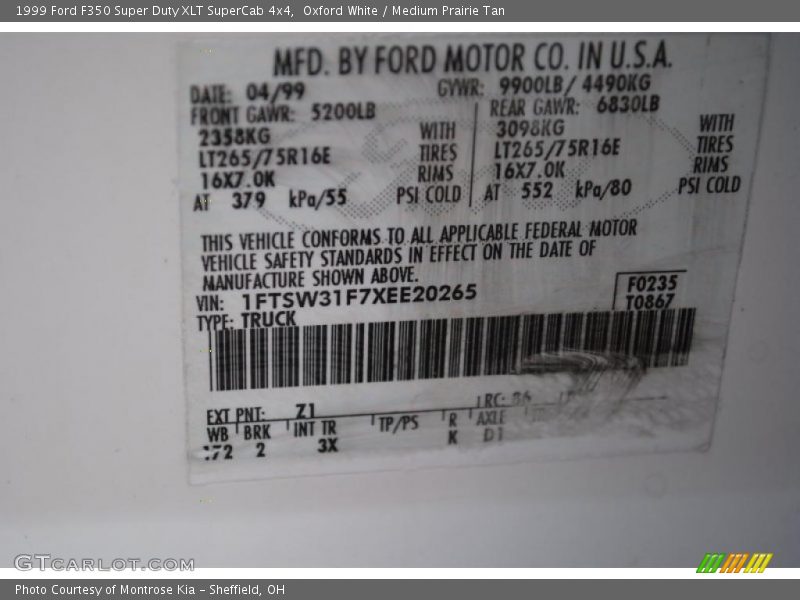 1999 Ford F350 Super Duty XLT SuperCab 4x4, Oxford White / Medium Prairie Tan
MFD. BY FORD MOTOR CO. IN U.S.A.
DATE: 04/99 GVWR: 9900LB/ 4490KG
FRONT GAWR: 5200LB REAR GAWR: 6830LB
2358KG WITH 3098KG WITH
LT265/75R16E TIRES LT265/75R16E TIRES
16X7.0K RIMS 16X7.0K RIMS
AT 379 kPa/55 PSI COLD AT 552 kPa/80 PSI COLD
THIS VEHICLE CONFORMS TO ALL APPLICABLE FEDERAL MOTOR
VEHICLE SAFETY STANDARDS IN EFFECT ON THE DATE OF
MANUFACTURE SHOWN ABOVE.
VIN: 1FTSW31F7XEE20265 F0235
TYPE: TRUCK T0867
EXT PNT: Z1 RC: 86
WB BRK INT TR TP/PS R AXLE
172 2 3X K D1
GTCARLOT.COM
Photo Courtesy of Montrose Kia – Sheffield, OH